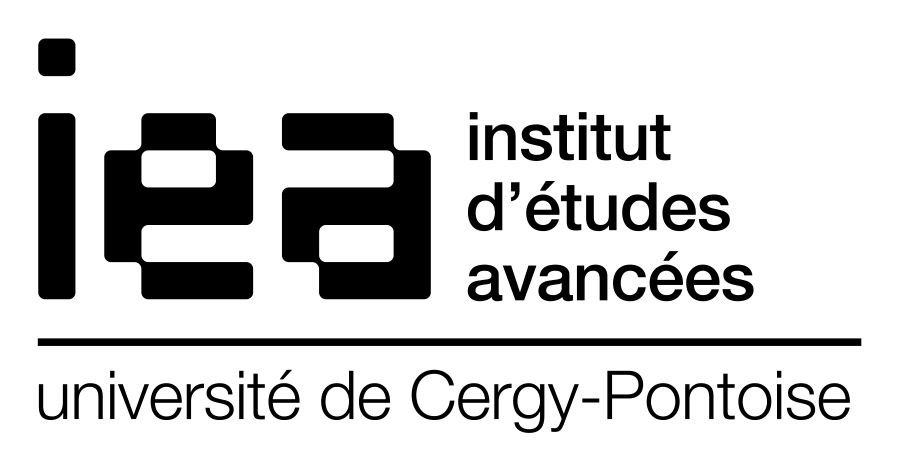 iea
institut
d’études
avancées
université de Cergy-Pontoise